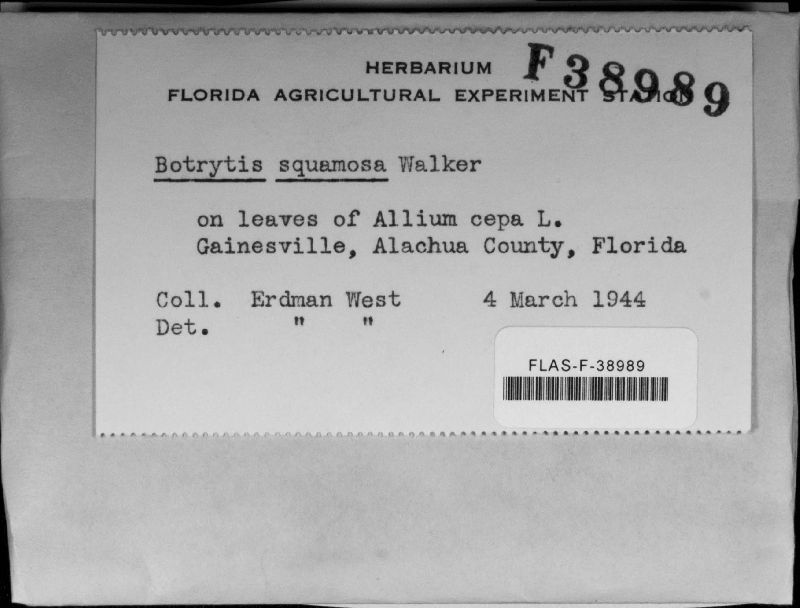 HERBARIUM F38989
FLORIDA AGRICULTURAL EXPERIMENT STATION
Botrytis squamosa Walker
on leaves of Allium cepa L.
Gainesville, Alachua County, Florida
Coll. Erdman West 4 March 1944
Det. " "
FLAS-F-38989